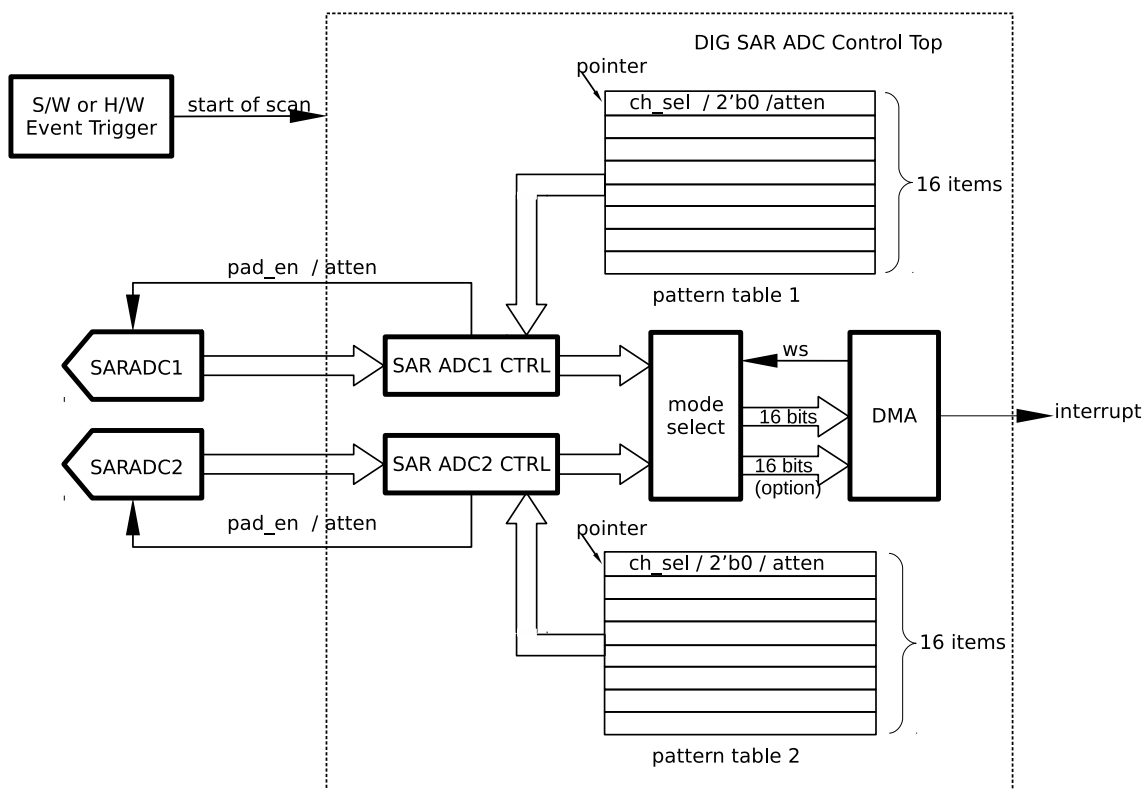 DIG SAR ADC Control Top
pointer
S/W or H/W
Event Trigger
start of scan
ch_sel / 2'b0 /atten
16 items
pad_en / atten
pattern table 1
SARADC1
SAR ADC1 CTRL
ws
mode
select
16 bits
DMA
interrupt
SARADC2
SAR ADC2 CTRL
16 bits
(option)
pad_en / atten
pointer
ch_sel / 2'b0 / atten
16 items
pattern table 2